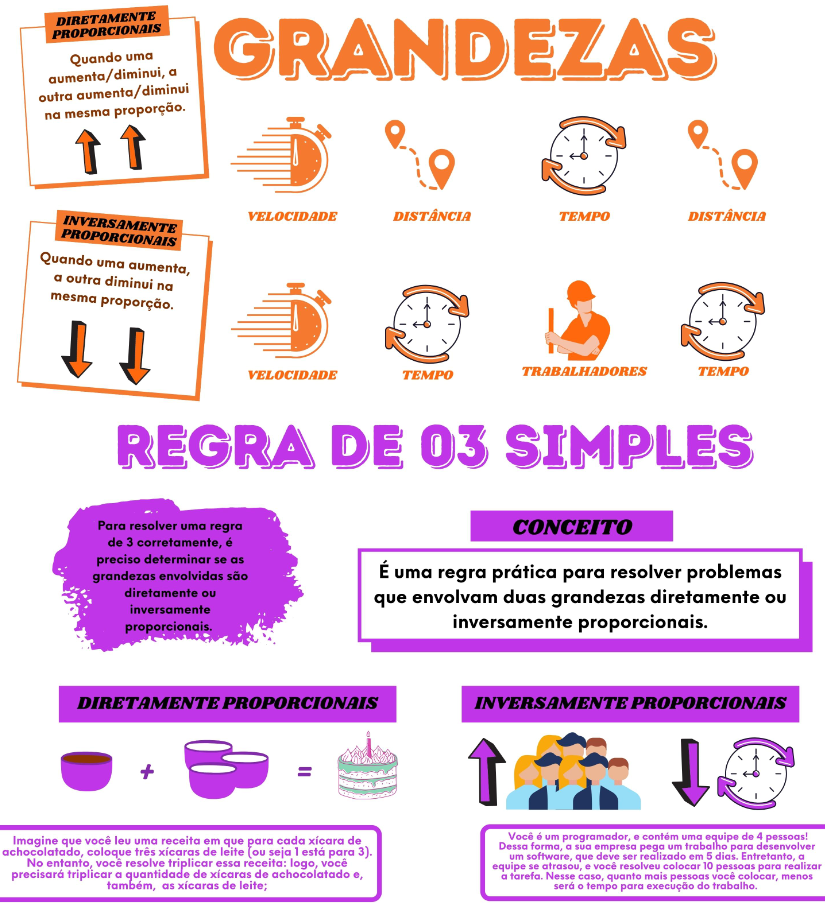 DIRETAMENTE
PROPORCIONAIS
Quando uma
aumenta/diminui, a
outra aumenta/diminui
na mesma proporção.
GRANDEZAS
VELOCIDADE
DISTÂNCIA
TEMPO
DISTÂNCIA
INVERSAMENTE
PROPORCIONAIS
Quando uma aumenta,
a outra diminui na
mesma proporção.
VELOCIDADE
TEMPO
TRABALHADORES
TEMPO
REGRA DE 03 SIMPLES
Para resolver uma regra
de 3 corretamente, é
preciso determinar se as
grandezas envolvidas são
diretamente ou
inversamente
proporcionais.
CONCEITO
É uma regra prática para resolver problemas
que envolvam duas grandezas diretamente ou
inversamente proporcionais.
DIRETAMENTE PROPORCIONAIS
+
=
Imagine que você leu uma receita em que para cada xícara de
achocolatado, coloque três xícaras de leite (ou seja 1 está para 3).
No entanto, você resolve triplicar essa receita: logo, você
precisará triplicar a quantidade de xícaras de achocolatado e,
também, as xícaras de leite;
INVERSAMENTE PROPORCIONAIS
Você é um programador, e contém uma equipe de 4 pessoas!
Dessa forma, a sua empresa pega um trabalho para desenvolver
um software, que deve ser realizado em 5 dias. Entretanto, a
equipe se atrasou, e você resolveu colocar 10 pessoas para realizar
a tarefa. Nesse caso, quanto mais pessoas você colocar, menos
será o tempo para execução do trabalho.